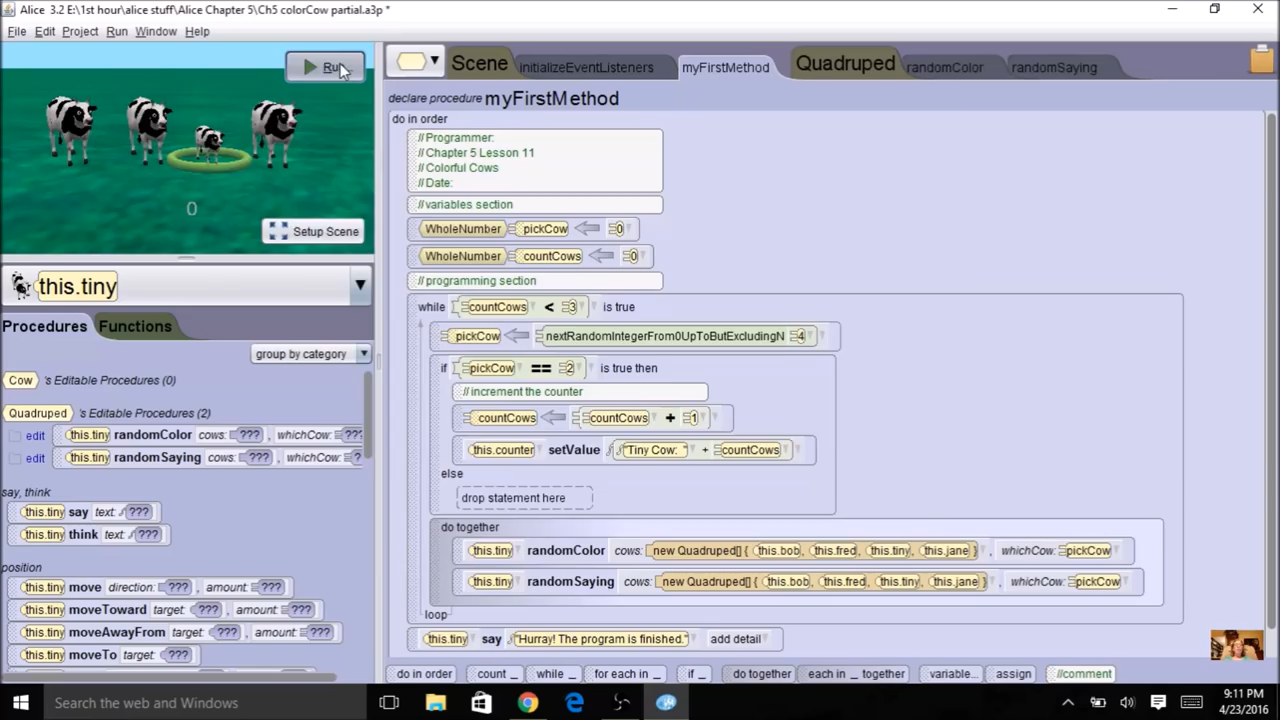 Alice 3.2 E:\1st hour\alice stuff\Alice Chapter 5\Ch5 colorCow partial.a3p *
File Edit Project Run Window Help
Run
0
Setup Scene
this.tiny
Procedures Functions
group by category
Cow 's Editable Procedures (0)
Quadruped 's Editable Procedures (2)
edit this.tiny randomColor cows: ??? , whichCow: ???
edit this.tiny randomSaying cows: ??? , whichCow: ?
say, think
this.tiny say text: ???
this.tiny think text: ???
position
this.tiny move direction: ??? , amount: ???
this.tiny moveToward target: ??? , amount: ???
this.tiny moveAwayFrom target: ??? , amount: ???
this.tiny moveTo target: ???
Scene initializeEventListeners myFirstMethod Quadruped randomColor randomSaying
declare procedure myFirstMethod
do in order
//Programmer:
//Chapter 5 Lesson 11
//Colorful Cows
//Date:
//variables section
WholeNumber pickCow 0
WholeNumber countCows 0
//programming section
while countCows < 3 is true
pickCow nextRandomIntegerFrom0UpToButExcludingN 4
if pickCow == 2 is true then
//increment the counter
countCows countCows + 1
this.counter setValue "Tiny Cow: " + countCows
else
drop statement here
do together
this.tiny randomColor cows: new Quadruped[] { this.bob, this.fred, this.tiny, this.jane } , whichCow: pickCow
this.tiny randomSaying cows: new Quadruped[] { this.bob, this.fred, this.tiny, this.jane } , whichCow: pickCow
loop
this.tiny say "Hurray! The program is finished." add detail
do in order count _ while _ for each in _ if _ do together each in _ together variable... assign //comment
Search the web and Windows
9:11 PM
4/23/2016